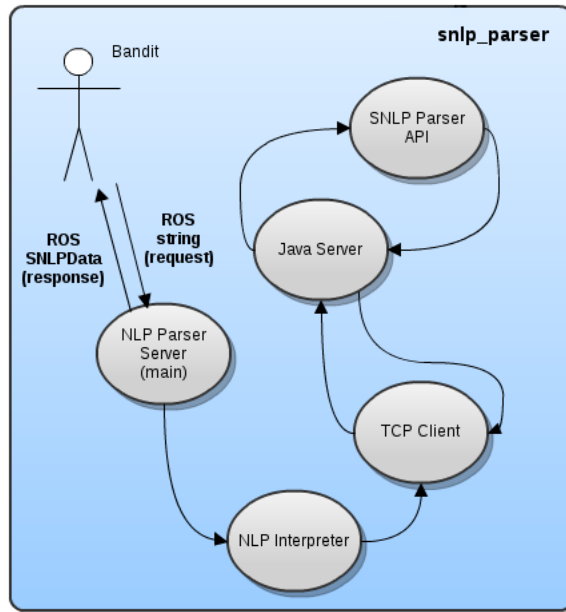 snlp_parser
Bandit
SNLP Parser
API
ROS
SNLPData
(response)
ROS
string
(request)
Java Server
NLP Parser
Server
(main)
TCP Client
NLP Interpreter